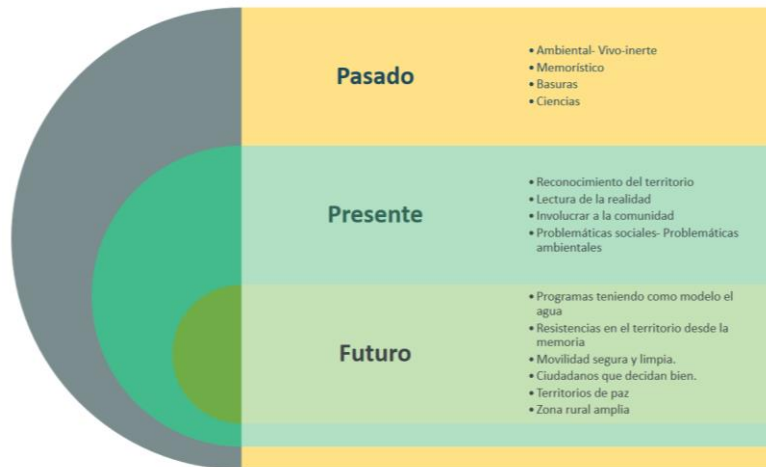 Pasado
• Ambiental- Vivo-inerte
• Memorístico
• Basuras
• Ciencias
Presente
• Reconocimiento del territorio
• Lectura de la realidad
• Involucrar a la comunidad
• Problemáticas sociales- Problemáticas
ambientales
Futuro
• Programas teniendo como modelo el
agua
• Resistencias en el territorio desde la
memoria
• Movilidad segura y limpia.
• Ciudadanos que decidan bien.
• Territorios de paz
• Zona rural amplia